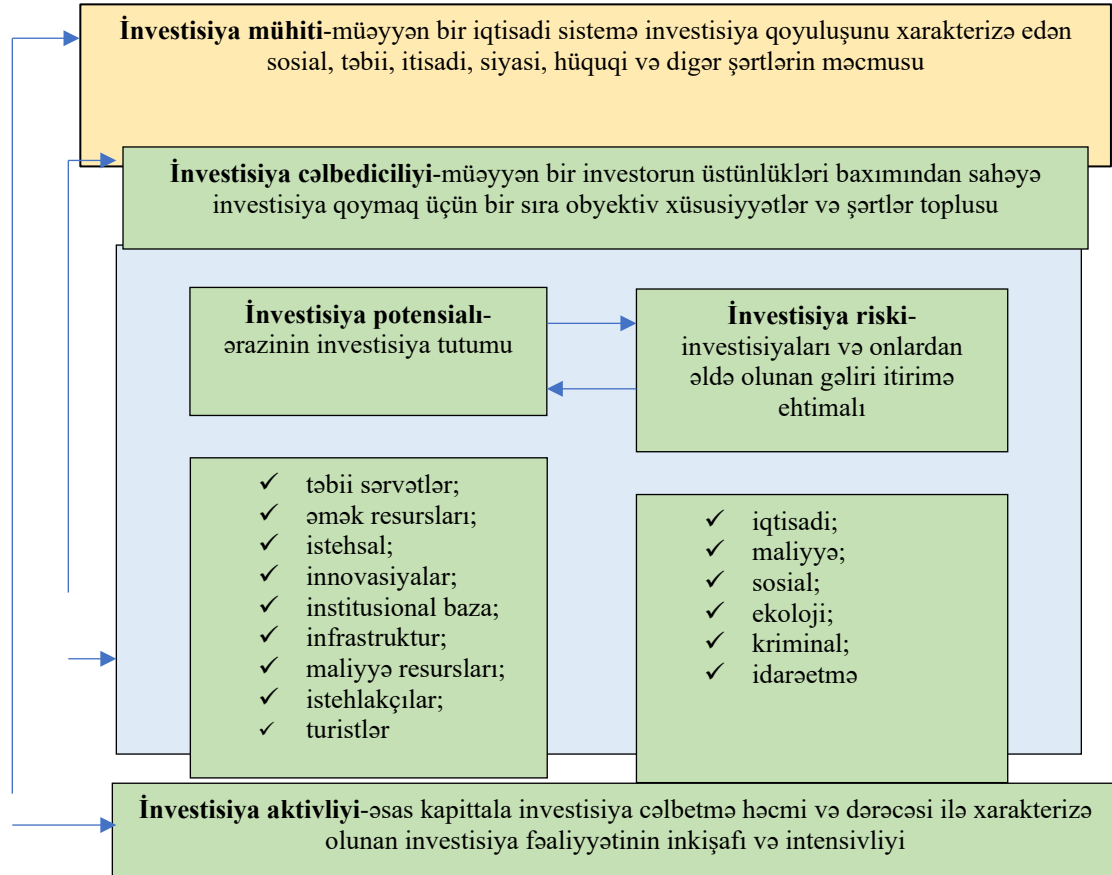 İnvestisiya mühiti-müəyyən bir iqtisadi sistemə investisiya qoyuluşunu xarakterizə edən
sosial, təbii, itisadi, siyasi, hüquqi və digər şərtlərin məcmusu
İnvestisiya cəlbediciliyi-müəyyən bir investorun üstünlükləri baxımından sahəyə
investisiya qoymaq üçün bir sıra obyektiv xüsusiyyətlər və şərtlər toplusu
İnvestisiya potensialı-
ərazinin investisiya tutumu
İnvestisiya riski-
investisiyaları və onlardan
əldə olunan gəliri itirimə
ehtimalı
✓ təbii sərvətlər;
✓ əmək resursları;
✓ istehsal;
✓ innovasiyalar;
✓ institusional baza;
✓ infrastruktur;
✓ maliyyə resursları;
✓ istehlakçılar;
✓ turistlər
✓ iqtisadi;
✓ maliyyə;
✓ sosial;
✓ ekoloji;
✓ kriminal;
✓ idarəetmə
İnvestisiya aktivliyi-əsas kapittala investisiya cəlbetmə həcmi və dərəcəsi ilə xarakterizə
olunan investisiya fəaliyyətinin inkişafı və intensivliyi